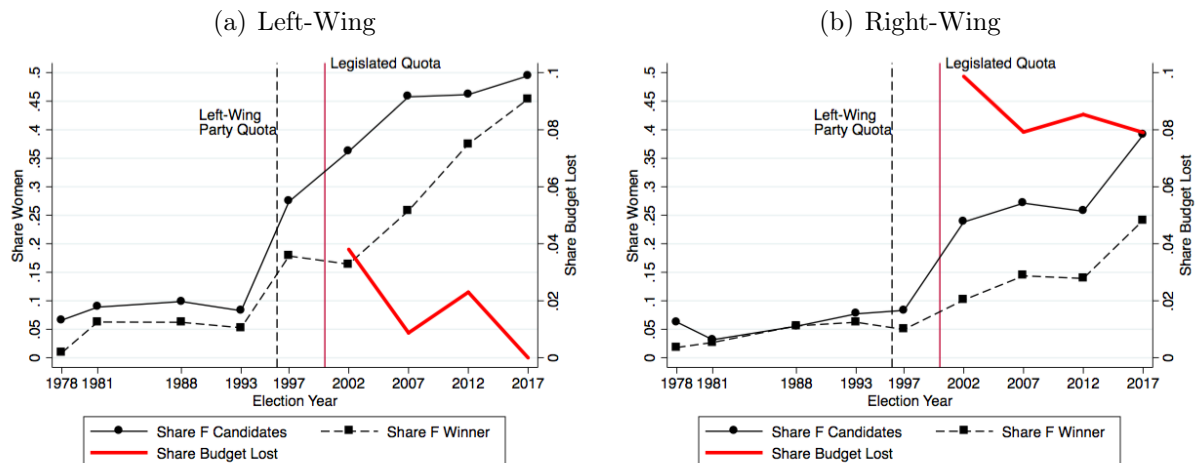 (a) Left-Wing
Legislated Quota
Left-Wing
Party Quota
Share Women
0 .05 .1 .15 .2 .25 .3 .35 .4 .45 .5
Share Budget Lost
0 .02 .04 .06 .08 .1
1978 1981 1988 1993 1997 2002 2007 2012 2017
Election Year
Share F Candidates
Share F Winner
Share Budget Lost
(b) Right-Wing
Legislated Quota
Left-Wing
Party Quota
Share Women
0 .05 .1 .15 .2 .25 .3 .35 .4 .45 .5
Share Budget Lost
0 .02 .04 .06 .08 .1
1978 1981 1988 1993 1997 2002 2007 2012 2017
Election Year
Share F Candidates
Share F Winner
Share Budget Lost